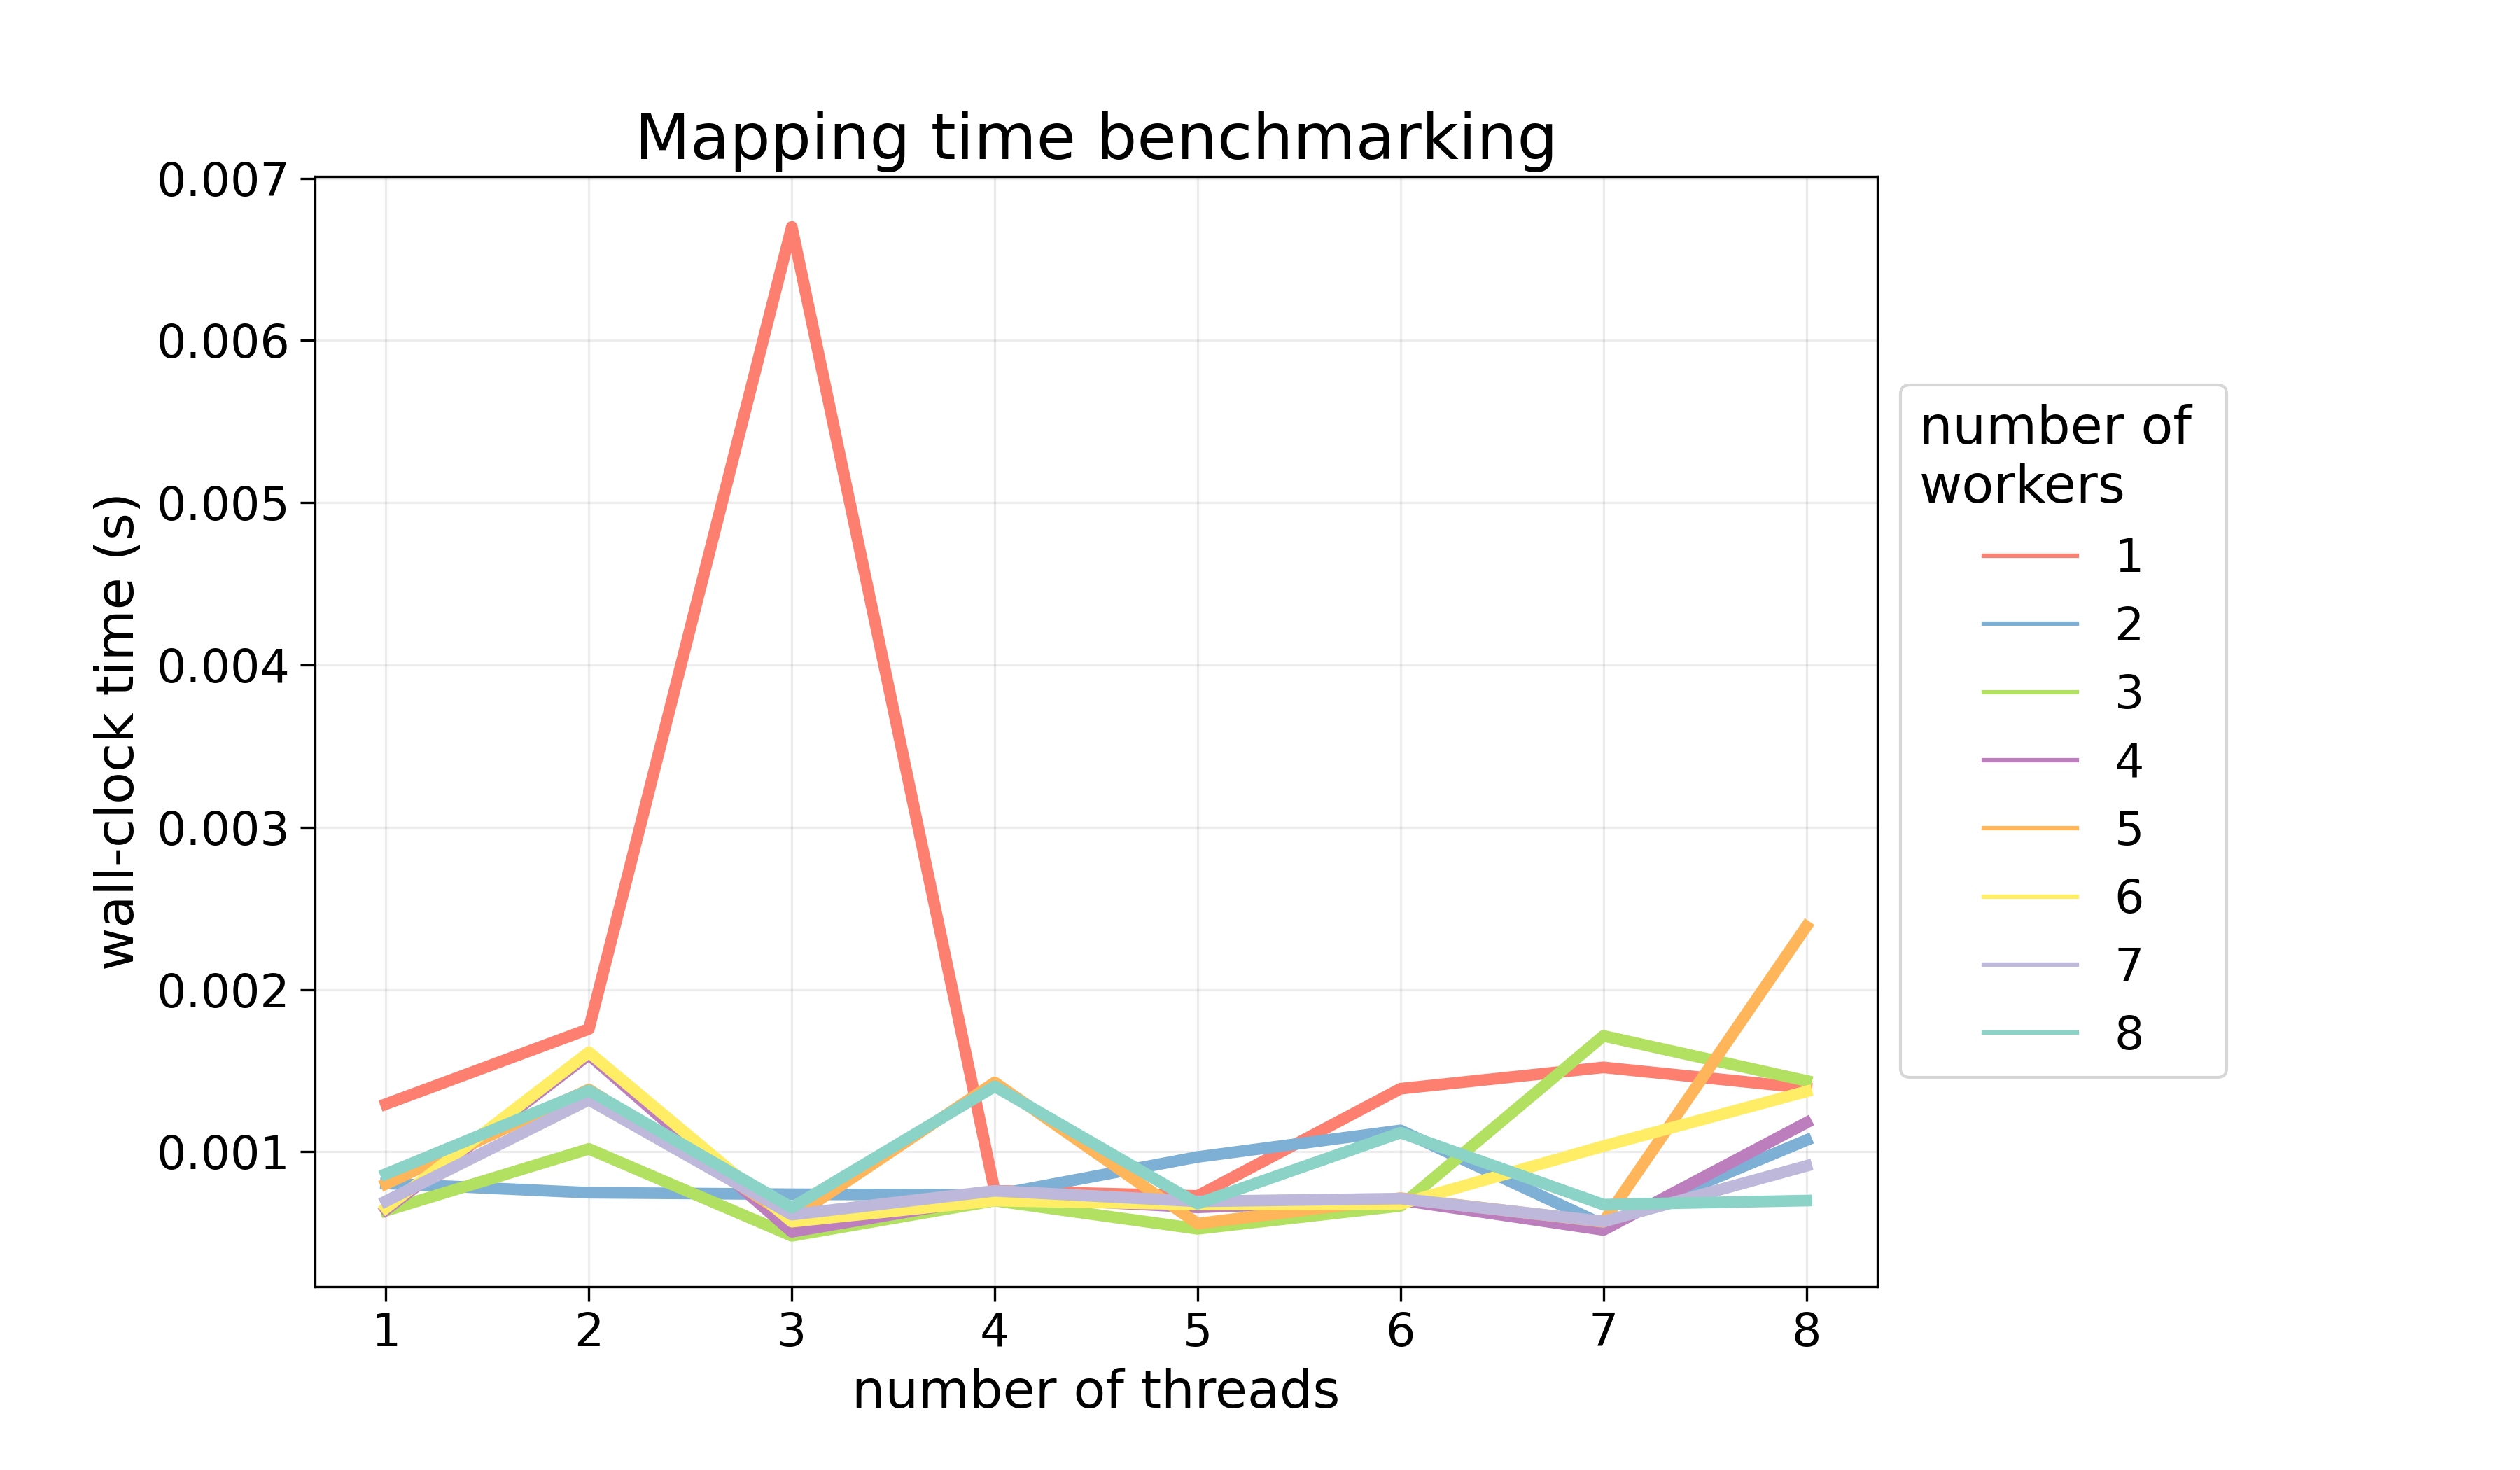 Mapping time benchmarking
0.007
0.006
0.005
0.004
0.003
0.002
0.001
wall-clock time (s)
1 2 3 4 5 6 7 8
number of threads
number of
workers
1
2
3
4
5
6
7
8